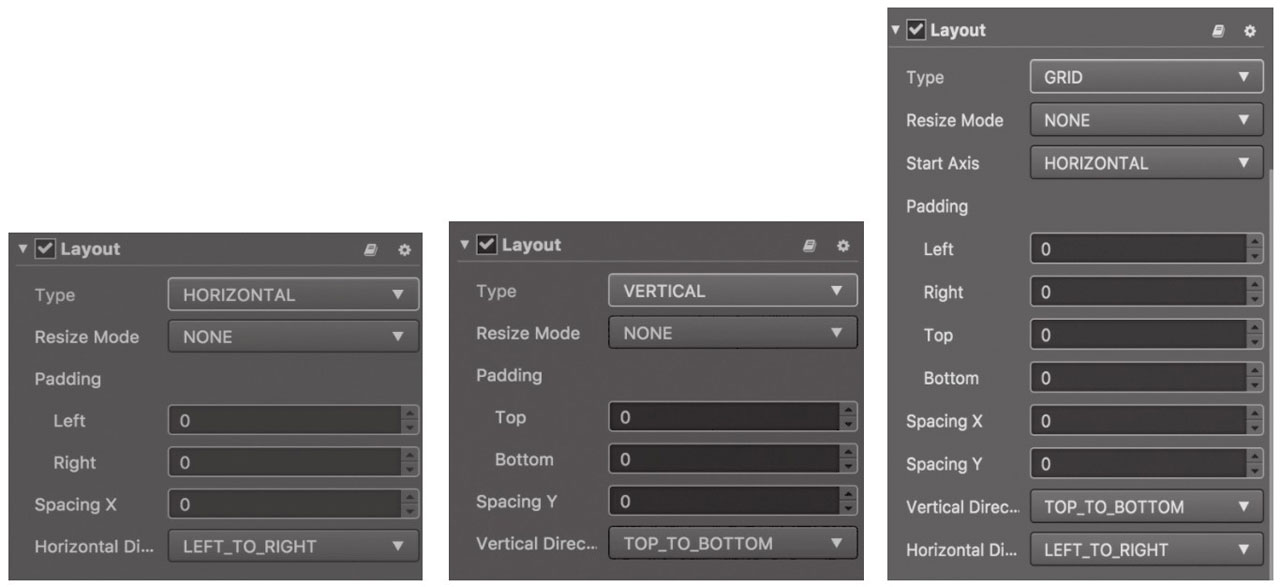 Layout
Type HORIZONTAL
Resize Mode NONE
Padding
Left 0
Right 0
Spacing X 0
Horizontal Di... LEFT_TO_RIGHT
Layout
Type VERTICAL
Resize Mode NONE
Padding
Top 0
Bottom 0
Spacing Y 0
Vertical Direc... TOP_TO_BOTTOM
Layout
Type GRID
Resize Mode NONE
Start Axis HORIZONTAL
Padding
Left 0
Right 0
Top 0
Bottom 0
Spacing X 0
Spacing Y 0
Vertical Direc... TOP_TO_BOTTOM
Horizontal Di... LEFT_TO_RIGHT